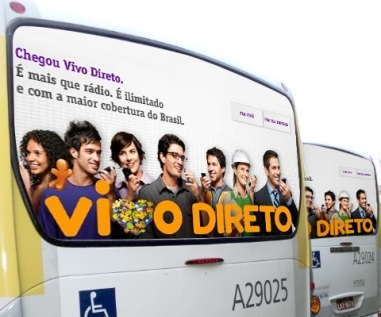 Chegou Vivo Direto.
É mais que rádio. É ilimitado
e com a maior cobertura do Brasil.
VIVO DIRETO.
DIRETO.
A29025
A29024